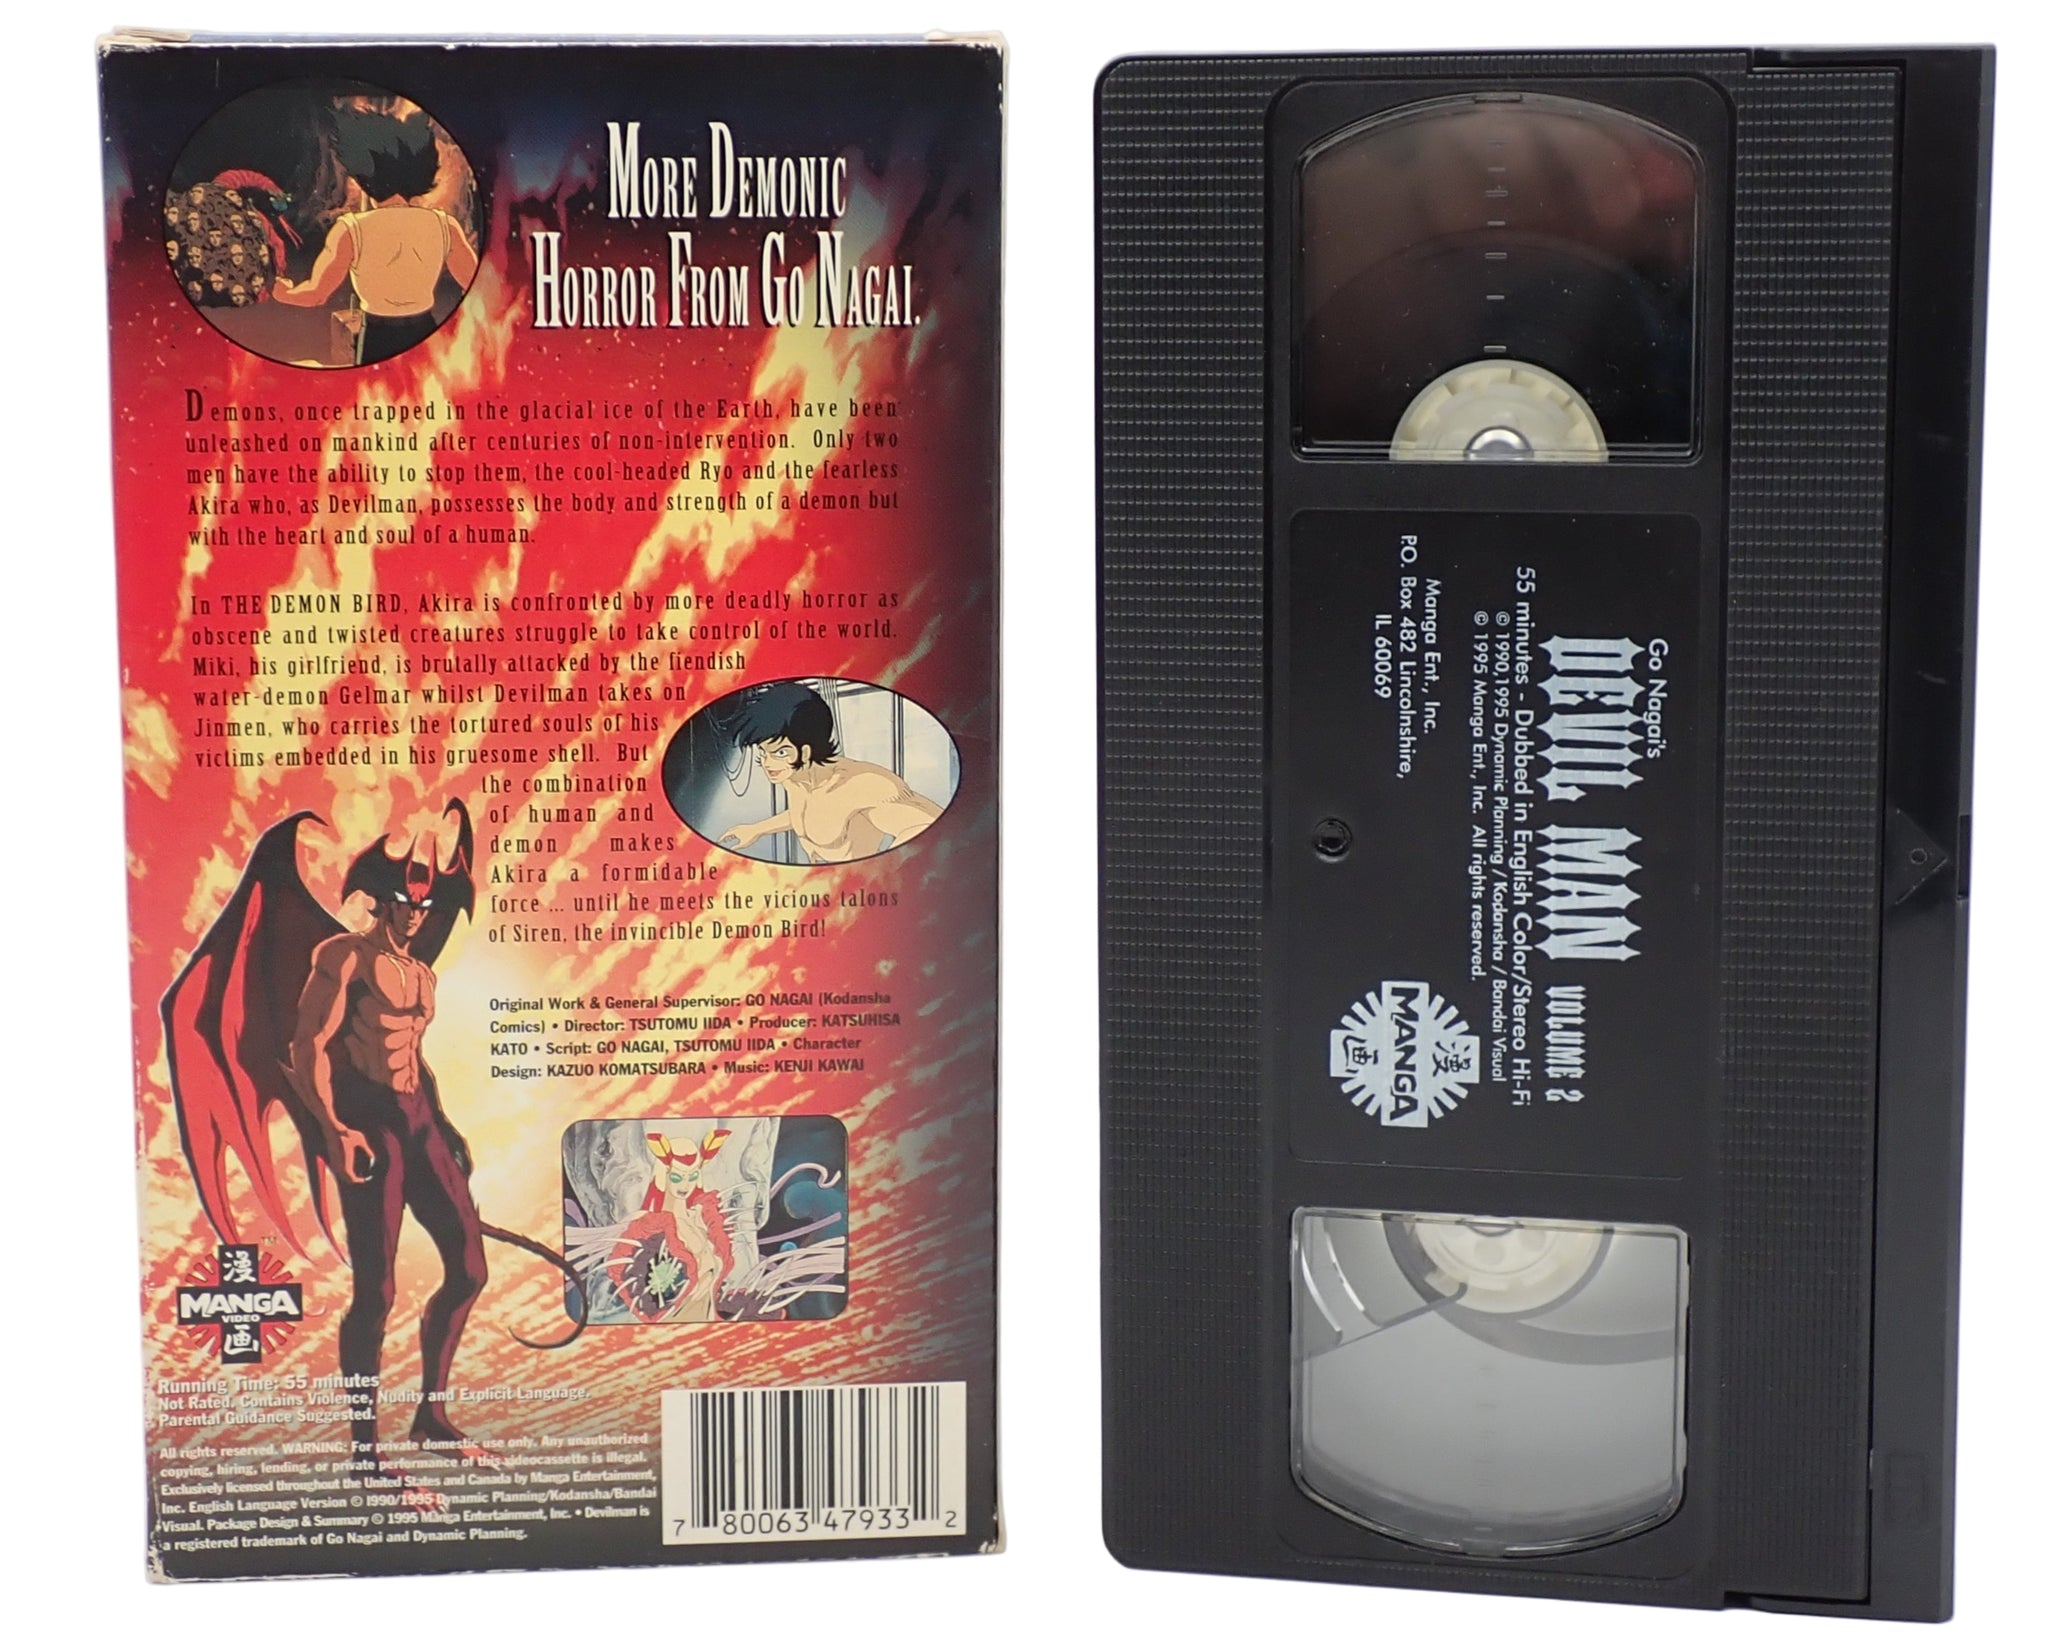 MORE DEMONIC
HORROR FROM GO NAGAI.
Demons, once trapped in the glacial ice of the Earth, have been
unleashed on mankind after centuries of non-intervention. Only two
men have the ability to stop them, the cool-headed Ryo and the fearless
Akira who, as Devilman, possesses the body and strength of a demon but
with the heart and soul of a human.
In THE DEMON BIRD, Akira is confronted by more deadly horror as
obscene and twisted creatures struggle to take control of the world.
Miki, his girlfriend, is brutally attacked by the fiendish
water-demon Gelmar whilst Devilman takes on
Jinmen, who carries the tortured souls of his
victims embedded in his gruesome shell. But
the combination
of human and
demon makes
Akira a formidable
force ... until he meets the vicious talons
of Siren, the invincible Demon Bird!
Original Work & General Supervisor: GO NAGAI (Kodansha
Comics) • Director: TSUTOMU IIDA • Producer: KATSUHISA
KATO • Script: GO NAGAI, TSUTOMU IIDA • Character
Design: KAZUO KOMATSUBARA • Music: KENJI KAWAI
TM
漫
MANGA
VIDEO
画
Running Time: 55 minutes
Not Rated. Contains Violence, Nudity and Explicit Language.
Parental Guidance Suggested.
All rights reserved. WARNING: For private domestic use only. Any unauthorized
copying, hiring, lending, or private performance of this videocassette is illegal.
Exclusively licensed throughout the United States and Canada by Manga Entertainment,
Inc. English Language Version © 1990/1995 Dynamic Planning/Kodansha/Bandai
Visual. Package Design & Summary © 1995 Manga Entertainment, Inc. • Devilman is
a registered trademark of Go Nagai and Dynamic Planning.
7 80063 47933 2
Go Nagai's
DEVIL MAN VOLUME 2
55 minutes - Dubbed in English Color/Stereo Hi-Fi
© 1990,1995 Dynamic Planning / Kodansha / Bandai Visual
© 1995 Manga Ent., Inc. All rights reserved.
Manga Ent., Inc.
P.O. Box 482 Lincolnshire,
IL 60069
漫
MANGA
画